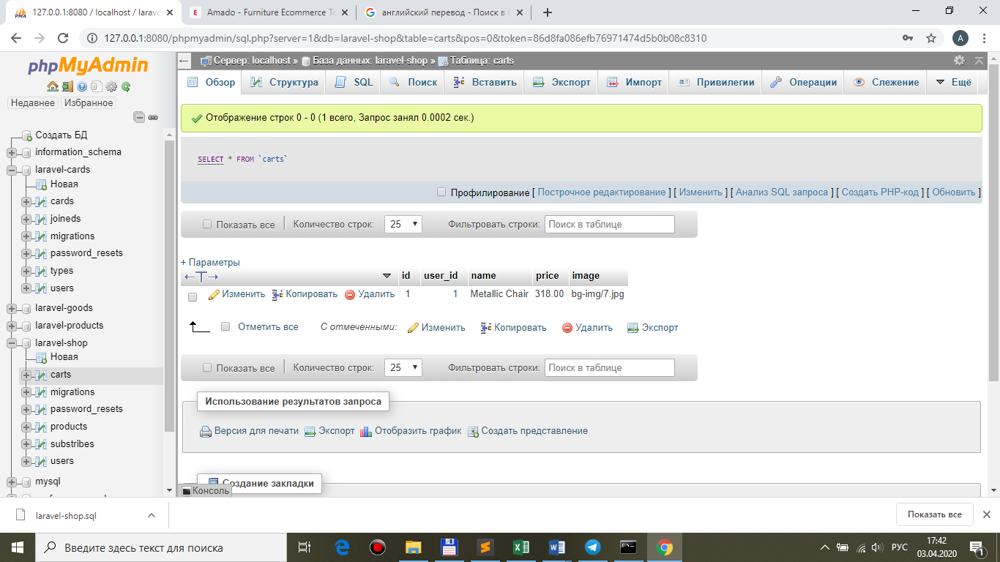 127.0.0.1:8080 / localhost / larave
Amado - Furniture Ecommerce Te
английский перевод - Поиск в G
127.0.0.1:8080/phpmyadmin/sql.php?server=1&db=laravel-shop&table=carts&pos=0&token=86d8fa086efb76971474d5b0b08c8310
A
phpMyAdmin
Недавнее Избранное
Создать БД
information_schema
laravel-cards
Новая
cards
joineds
migrations
password_resets
types
users
laravel-goods
laravel-products
laravel-shop
Новая
carts
migrations
password_resets
products
substribes
users
mysql
Сервер: localhost » База данных: laravel-shop » Таблица: carts
Обзор Структура SQL Поиск Вставить Экспорт Импорт Привилегии Операции Слежение Ещё
Отображение строк 0 - 0 (1 всего, Запрос занял 0.0002 сек.)
SELECT * FROM `carts`
Профилирование [ Построчное редактирование ] [ Изменить ] [ Анализ SQL запроса ] [ Создать PHP-код ] [ Обновить ]
Показать все Количество строк: 25 Фильтровать строки: Поиск в таблице
+ Параметры
id user_id name price image
Изменить Копировать Удалить 1 1 Metallic Chair 318.00 bg-img/7.jpg
Отметить все С отмеченными: Изменить Копировать Удалить Экспорт
Показать все Количество строк: 25 Фильтровать строки: Поиск в таблице
Использование результатов запроса
Версия для печати Экспорт Отобразить график Создать представление
Создание закладки
Консоль
laravel-shop.sql
Показать все
Введите здесь текст для поиска
РУС
17:42
03.04.2020
1